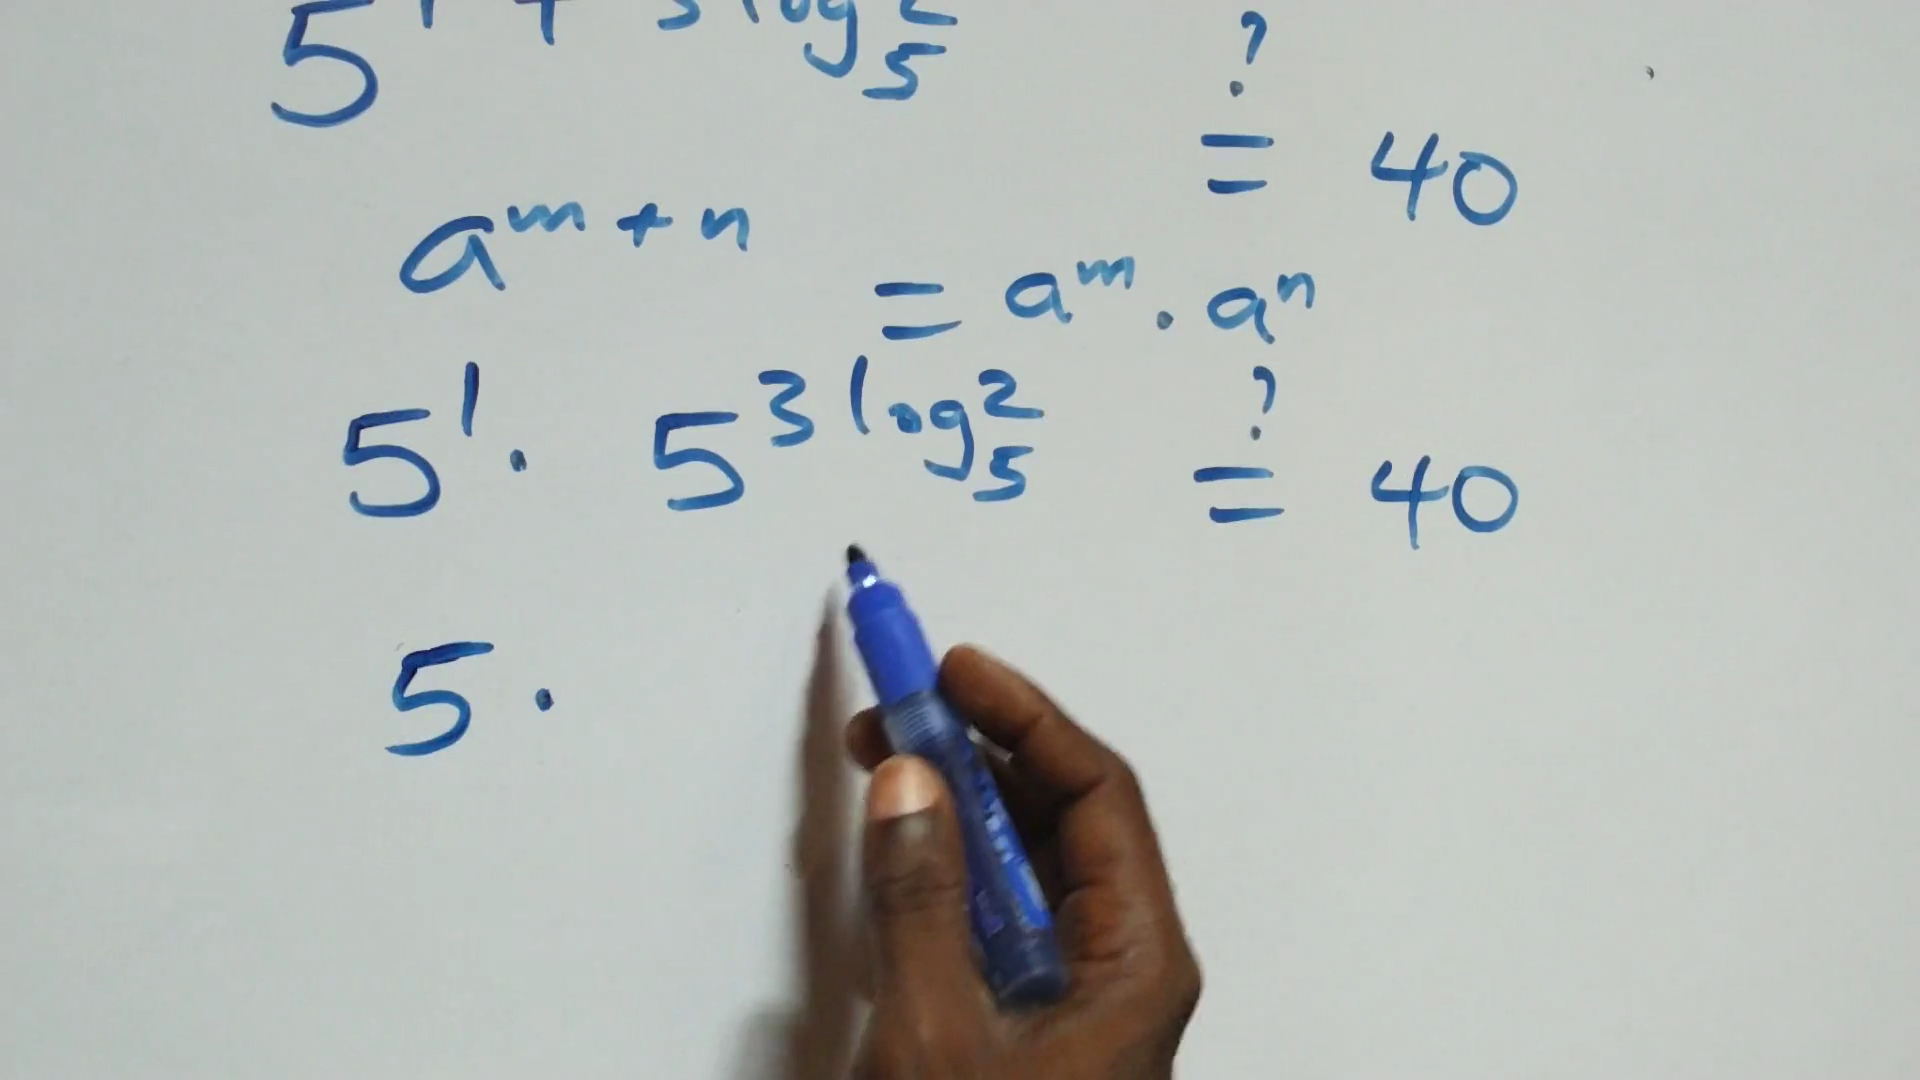 5^1 + 3 log_5 2 ?= 40
a^{m+n} = a^m . a^n
5^1 . 5^{3 log_5 2} ?= 40
5 .